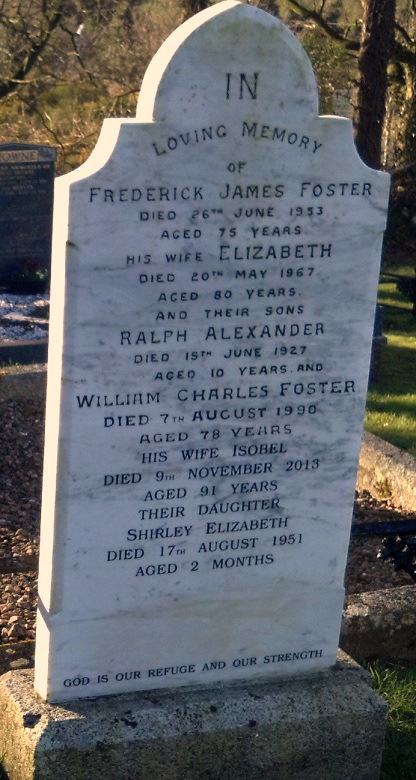 IN
LOVING MEMORY
OF
FREDERICK JAMES FOSTER
DIED 26TH JUNE 1953
AGED 75 YEARS
HIS WIFE ELIZABETH
DIED 20TH MAY 1967
AGED 80 YEARS.
AND THEIR SONS
RALPH ALEXANDER
DIED 15TH JUNE 1927
AGED 10 YEARS. AND
WILLIAM CHARLES FOSTER
DIED 7TH AUGUST 1990
AGED 78 YEARS
HIS WIFE ISOBEL
DIED 9TH NOVEMBER 2013
AGED 91 YEARS
THEIR DAUGHTER
SHIRLEY ELIZABETH
DIED 17TH AUGUST 1951
AGED 2 MONTHS
GOD IS OUR REFUGE AND OUR STRENGTH.